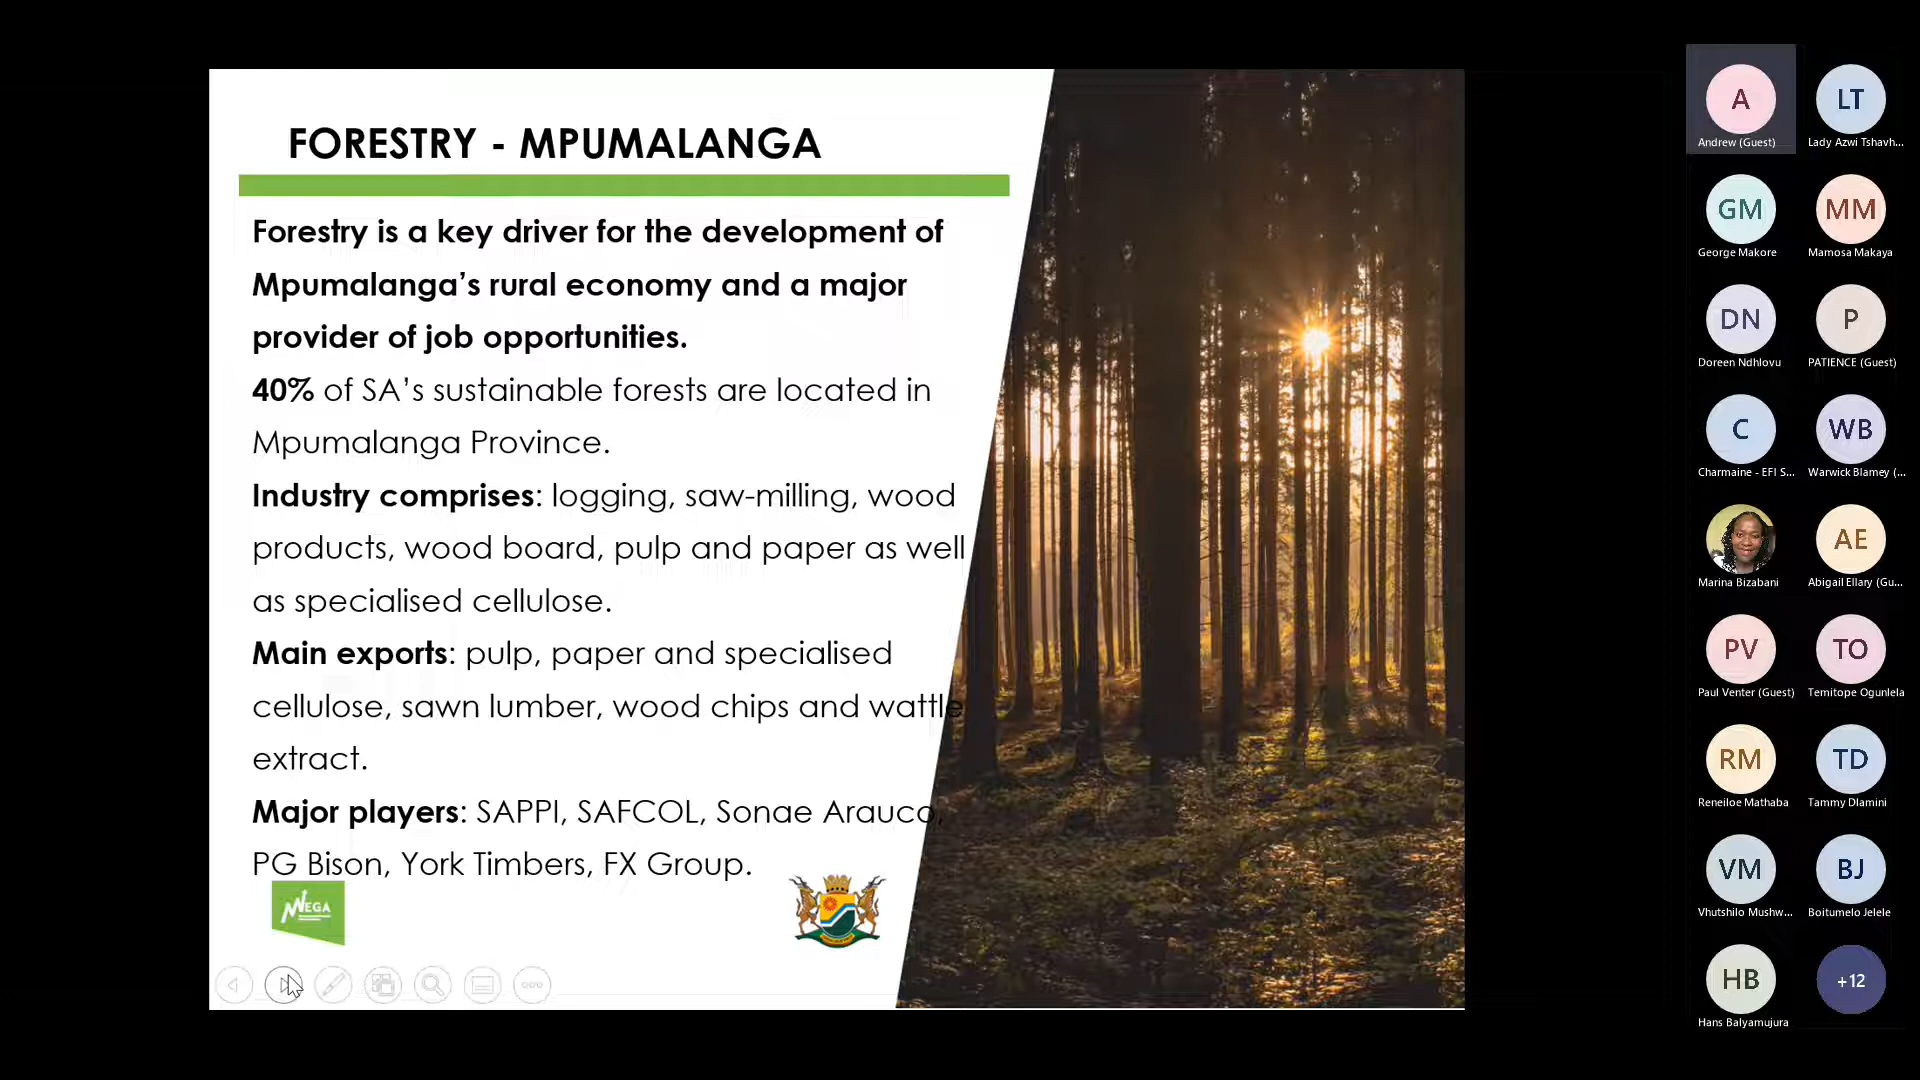 FORESTRY - MPUMALANGA
Forestry is a key driver for the development of
Mpumalanga’s rural economy and a major
provider of job opportunities.
40% of SA’s sustainable forests are located in
Mpumalanga Province.
Industry comprises: logging, saw-milling, wood
products, wood board, pulp and paper as well
as specialised cellulose.
Main exports: pulp, paper and specialised
cellulose, sawn lumber, wood chips and wattle
extract.
Major players: SAPPI, SAFCOL, Sonae Arauco,
PG Bison, York Timbers, FX Group.
MEGA
A
Andrew (Guest)
LT
Lady Azwi Tshavh...
GM
George Makore
MM
Mamosa Makaya
DN
Doreen Ndhlovu
P
PATIENCE (Guest)
C
Charmaine - EFI S...
WB
Warwick Blamey (...
Marina Bizabani
AE
Abigail Ellary (Gu...
PV
Paul Venter (Guest)
TO
Temitope Ogunlela
RM
Reneiloe Mathaba
TD
Tammy Dlamini
VM
Vhutshilo Mushw...
BJ
Boitumelo Jelele
HB
Hans Balyamujura
+12